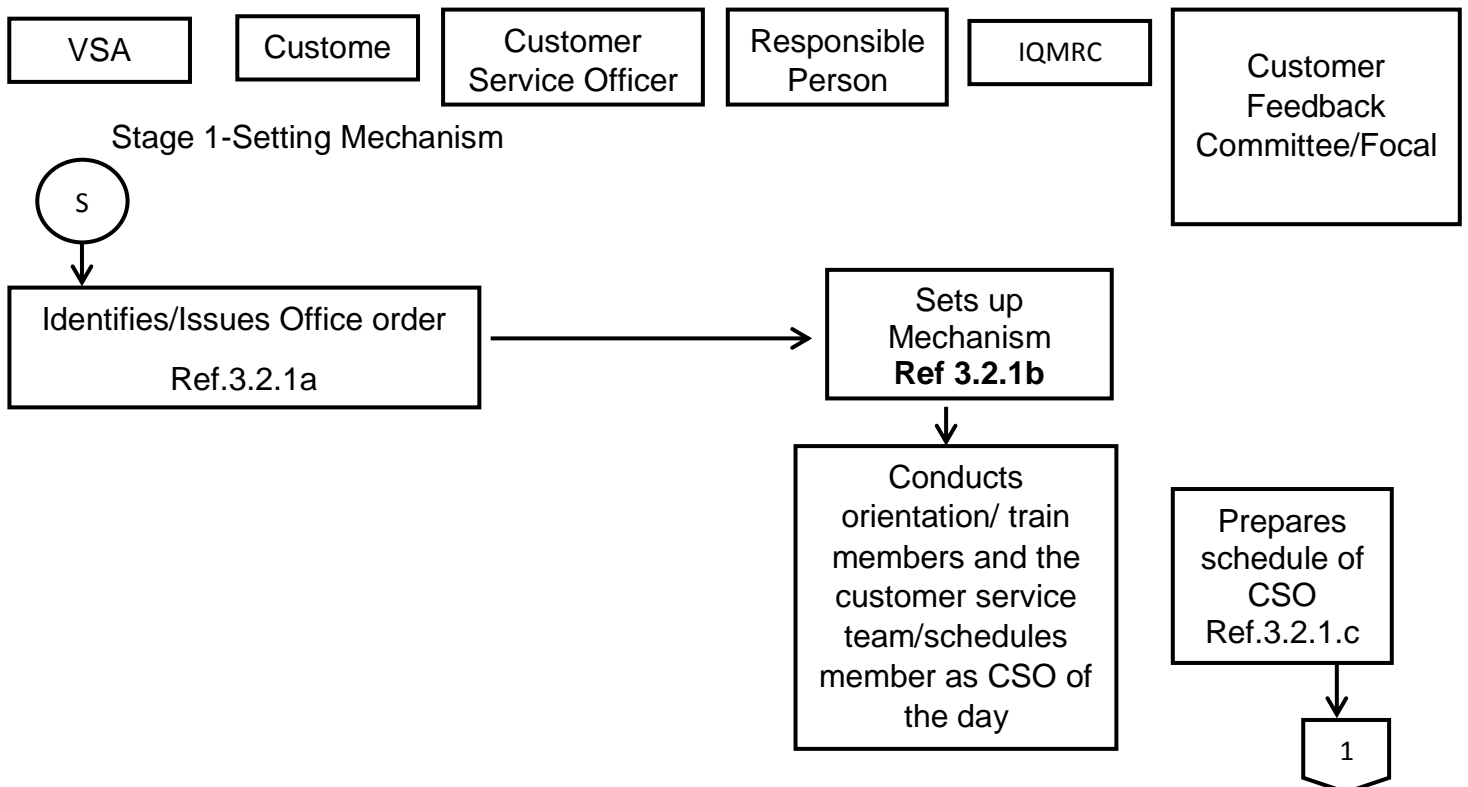 VSA
Custome
Customer
Service Officer
Responsible
Person
IQMRC
Customer
Feedback
Committee/Focal
Stage 1-Setting Mechanism
S
Identifies/Issues Office order
Ref.3.2.1a
Sets up
Mechanism
Ref 3.2.1b
Conducts
orientation/ train
members and the
customer service
team/schedules
member as CSO of
the day
Prepares
schedule of
CSO
Ref.3.2.1.c
1